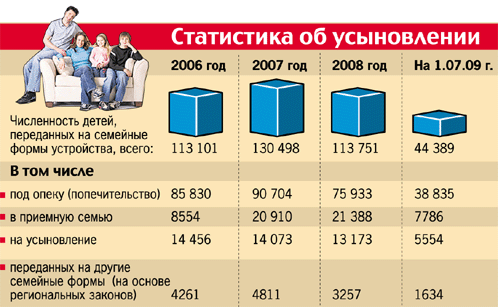 Статистика об усыновлении
2006 год 2007 год 2008 год На 1.07.09 г.
Численность детей,
переданных на семейные
формы устройства, всего: 113 101 130 498 113 751 44 389
В том числе
под опеку (попечительство) 85 830 90 704 75 933 38 835
в приемную семью 8554 20 910 21 388 7786
на усыновление 14 456 14 073 13 173 5554
переданных на другие
семейные формы (на основе
региональных законов) 4261 4811 3257 1634